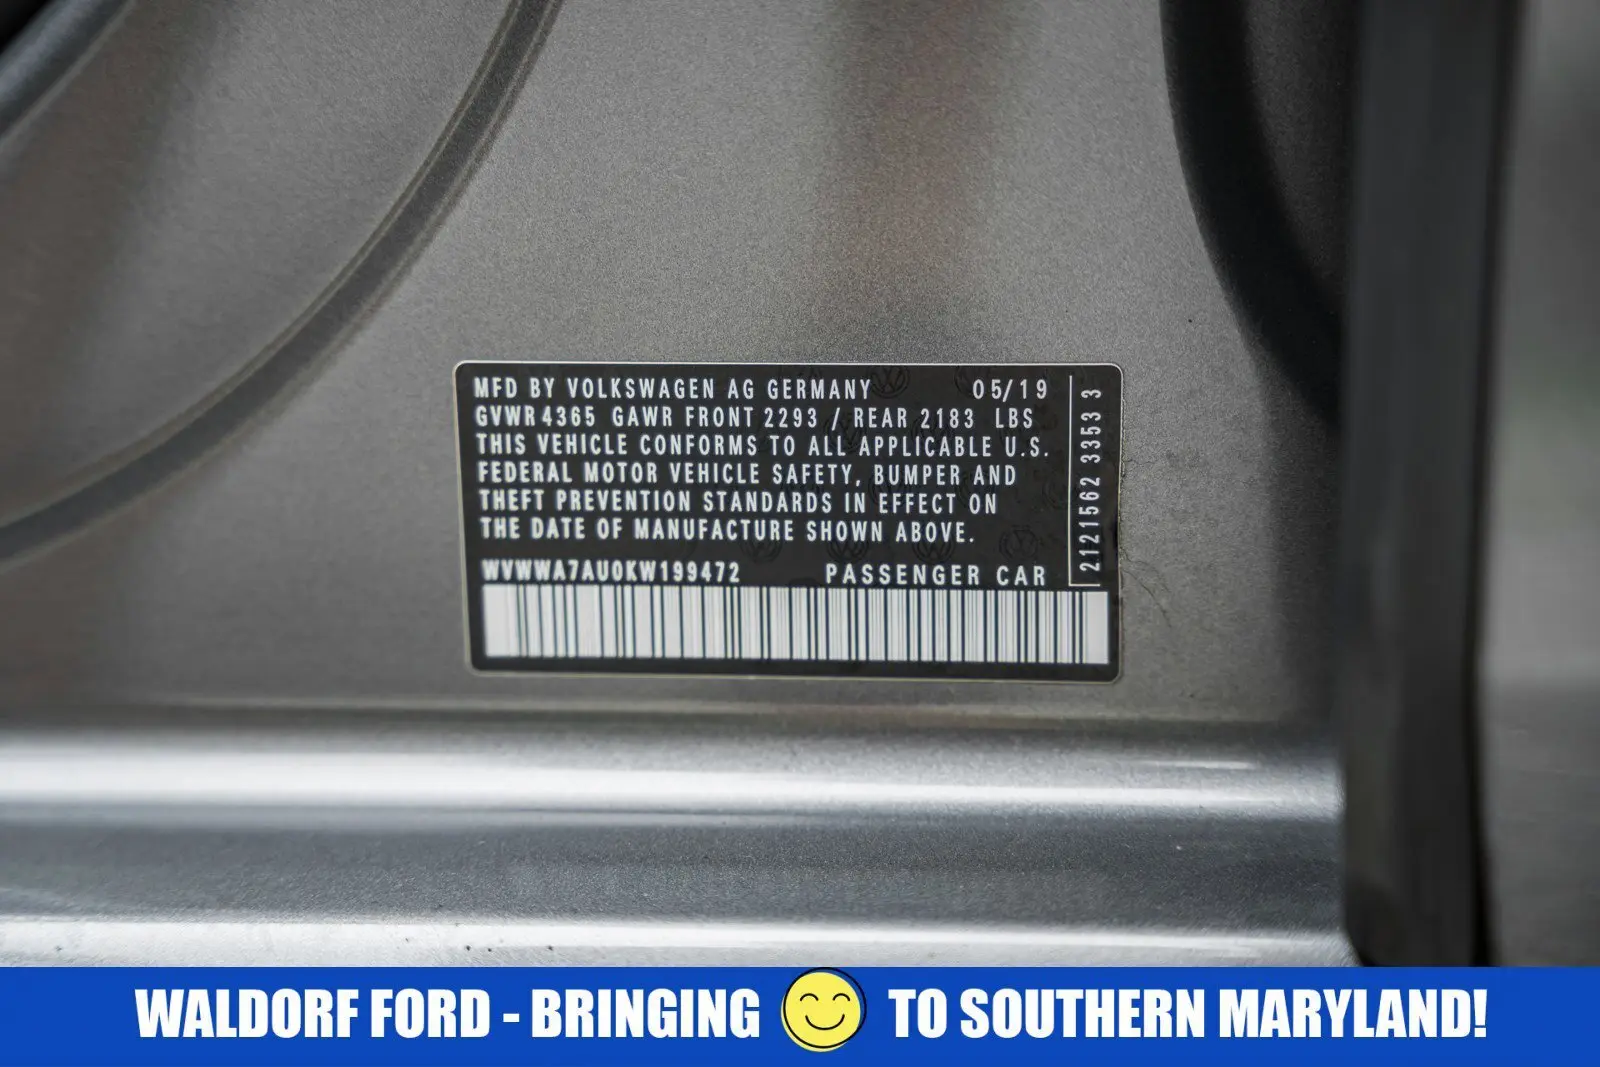 MFD BY VOLKSWAGEN AG GERMANY 05/19
GVWR 4365 GAWR FRONT 2293 / REAR 2183 LBS
THIS VEHICLE CONFORMS TO ALL APPLICABLE U.S.
FEDERAL MOTOR VEHICLE SAFETY, BUMPER AND
THEFT PREVENTION STANDARDS IN EFFECT ON
THE DATE OF MANUFACTURE SHOWN ABOVE.
WVWWA7AU0KW199472 PASSENGER CAR
2121562 3353 3
WALDORF FORD - BRINGING TO SOUTHERN MARYLAND!